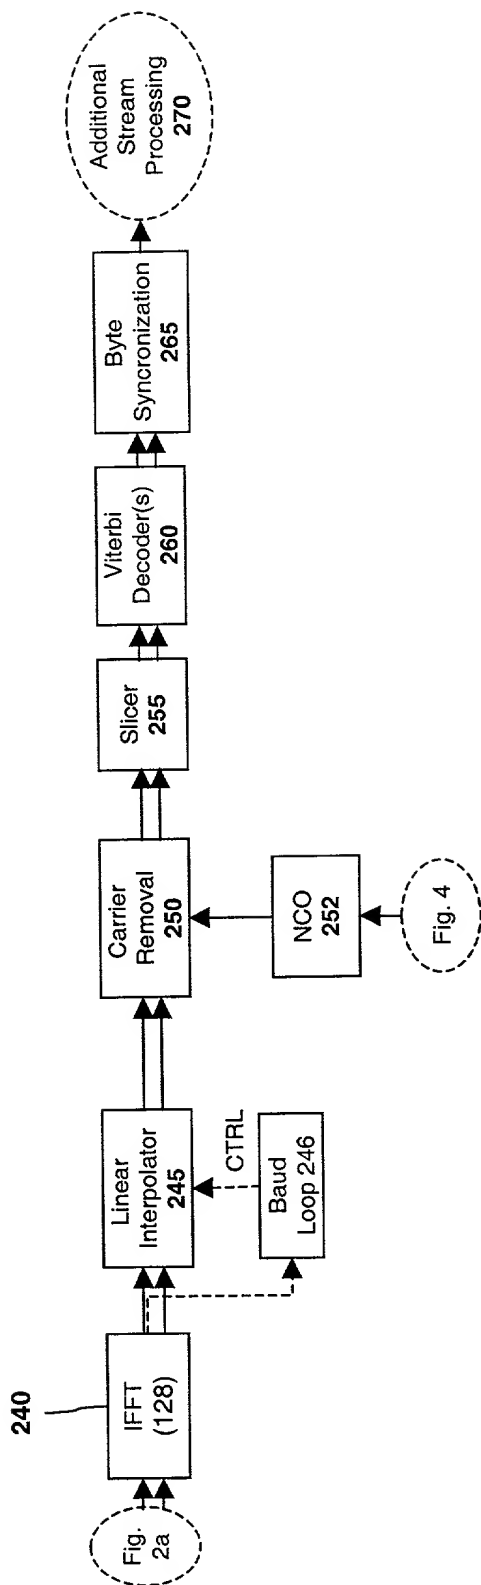 Fig.
2a
240
IFFT
(128)
Linear
Interpolator
245
CTRL
Baud
Loop 246
Carrier
Removal
250
NCO
252
Fig. 4
Slicer
255
Viterbi
Decoder(s)
260
Byte
Syncronization
265
Additional
Stream
Processing
270